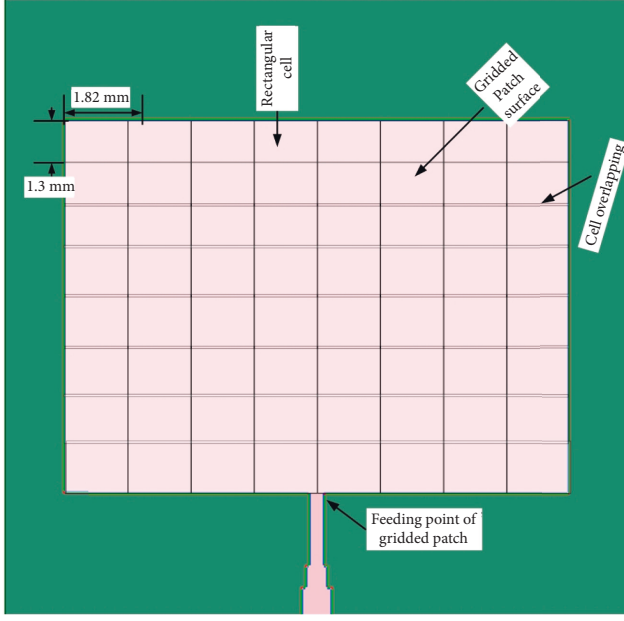 Rectangular
cell
Gridded
Patch
surface
1.82 mm
1.3 mm
Cell overlapping
Feeding point of
gridded patch